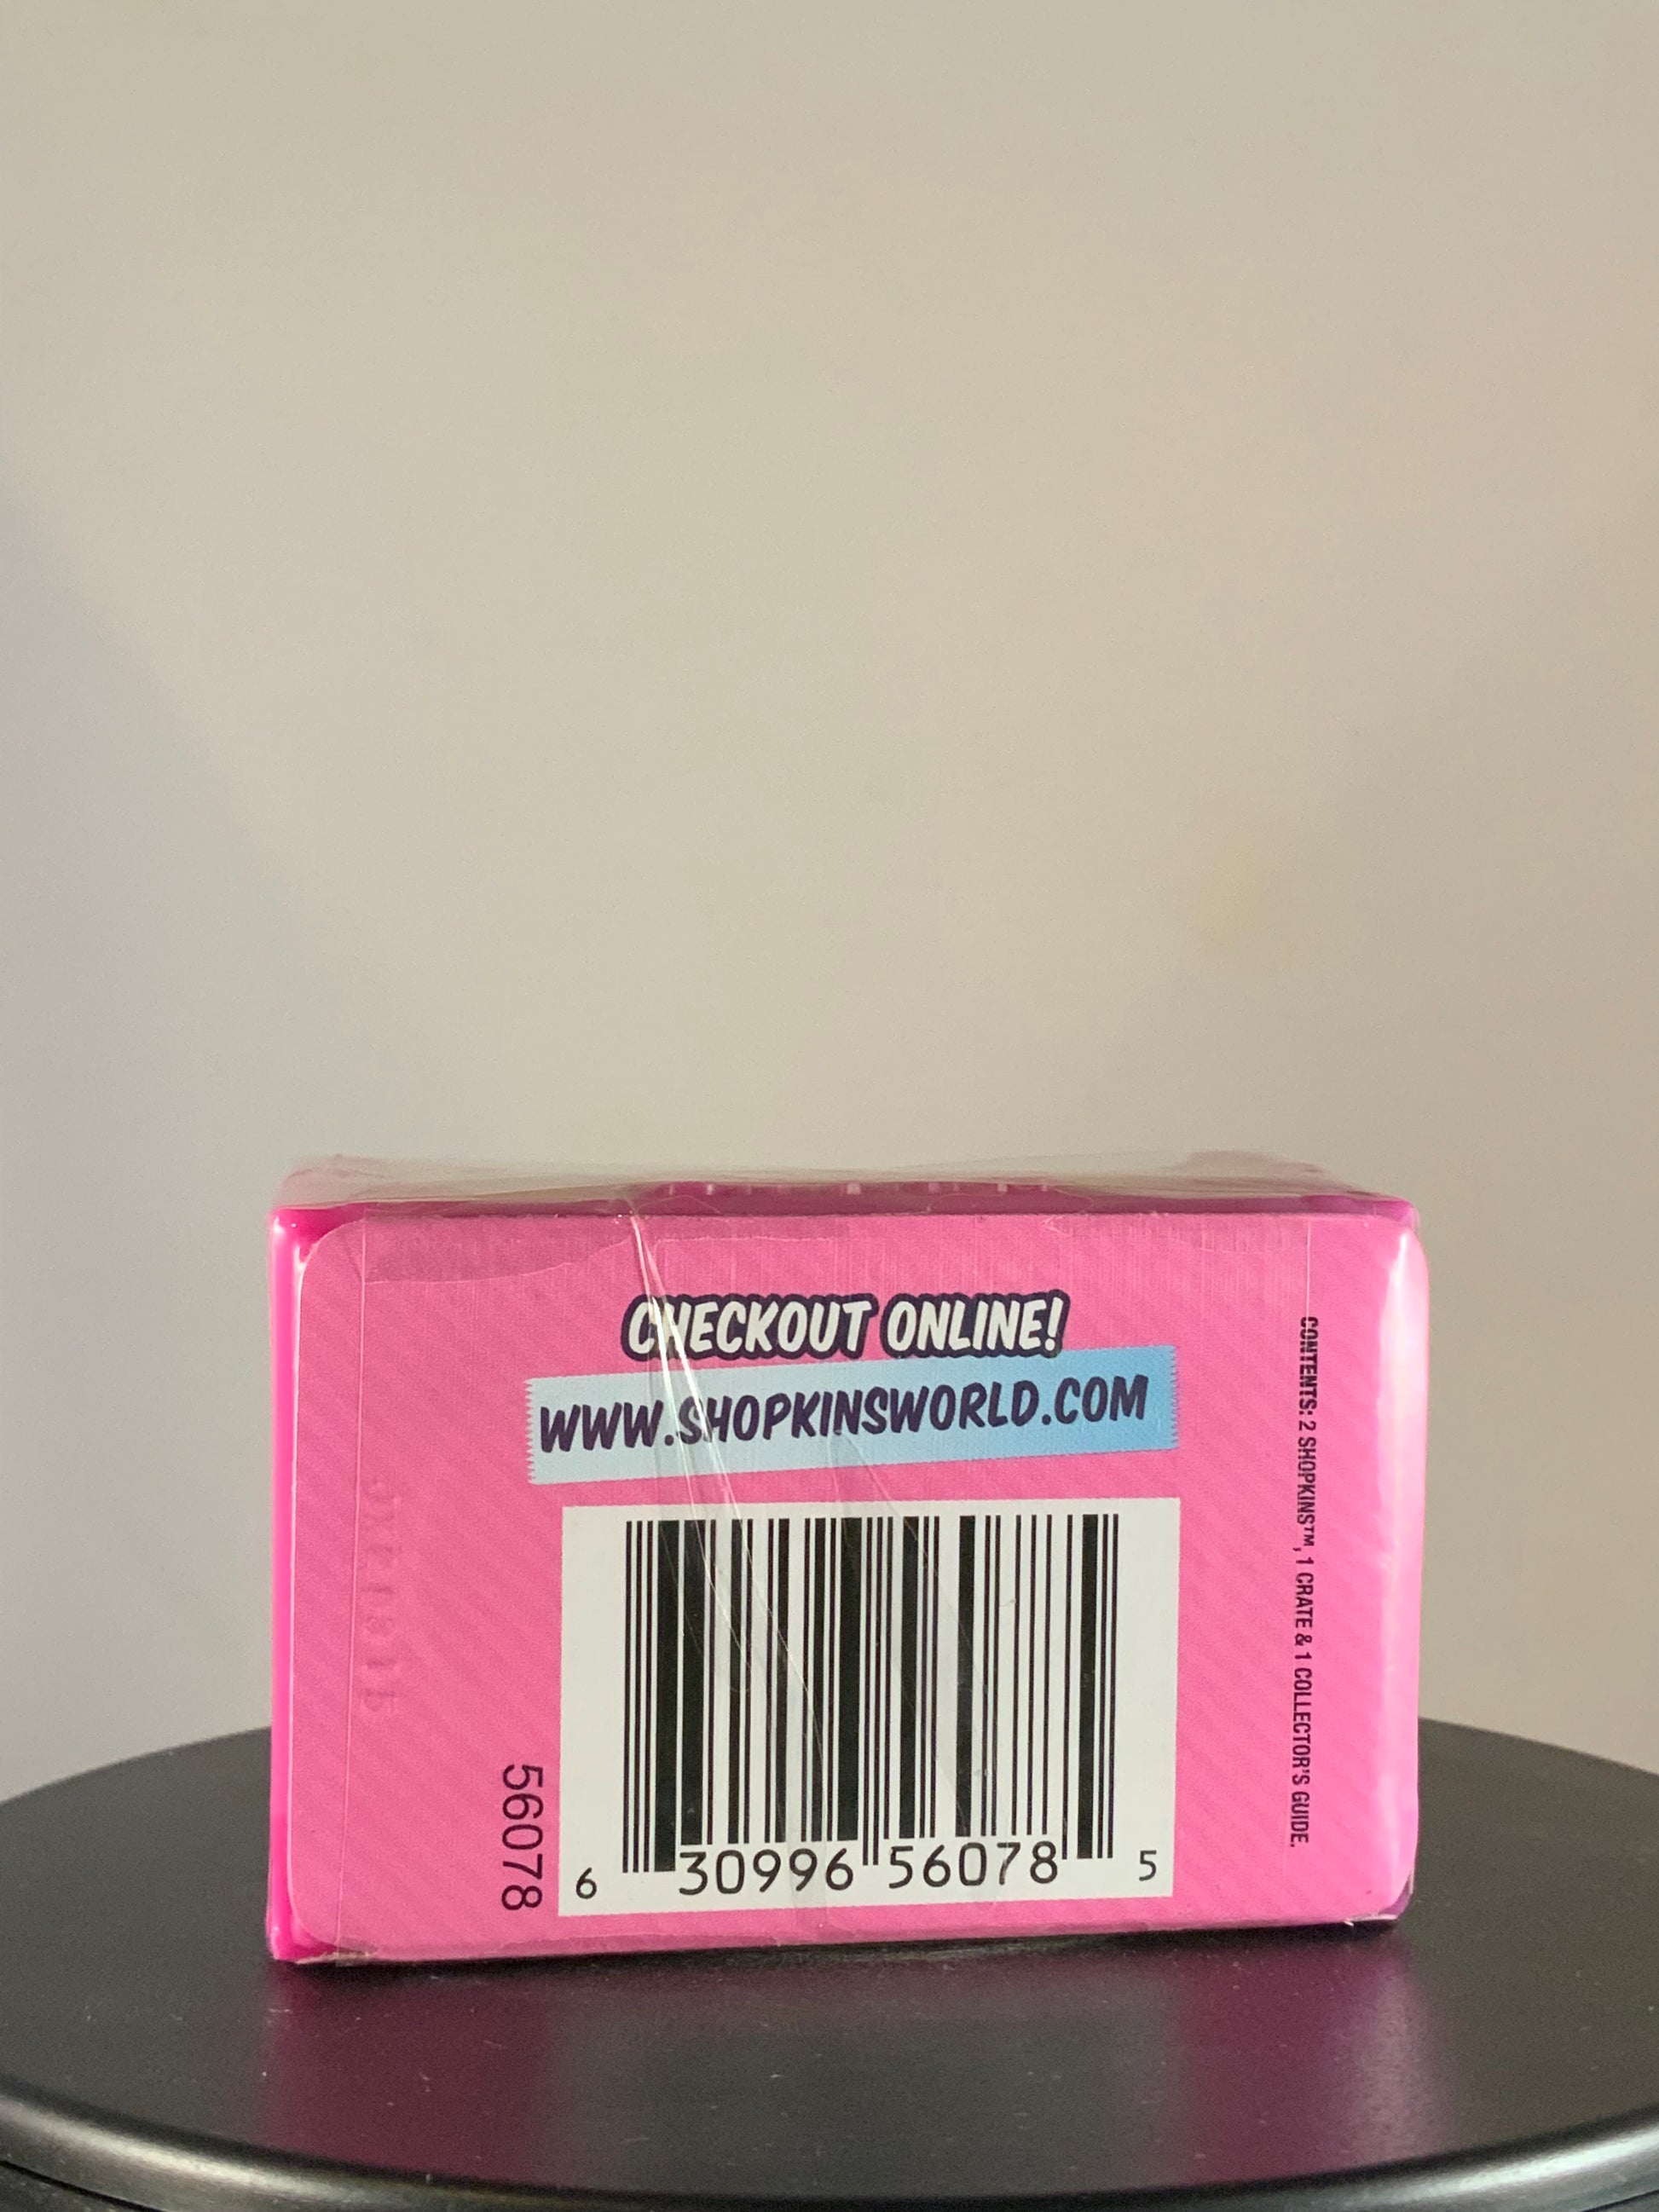 CHECKOUT ONLINE!
WWW.SHOPKINSWORLD.COM
CONTENTS: 2 SHOPKINS™, 1 CRATE & 1 COLLECTOR'S GUIDE.
56078
6 30996 56078 5